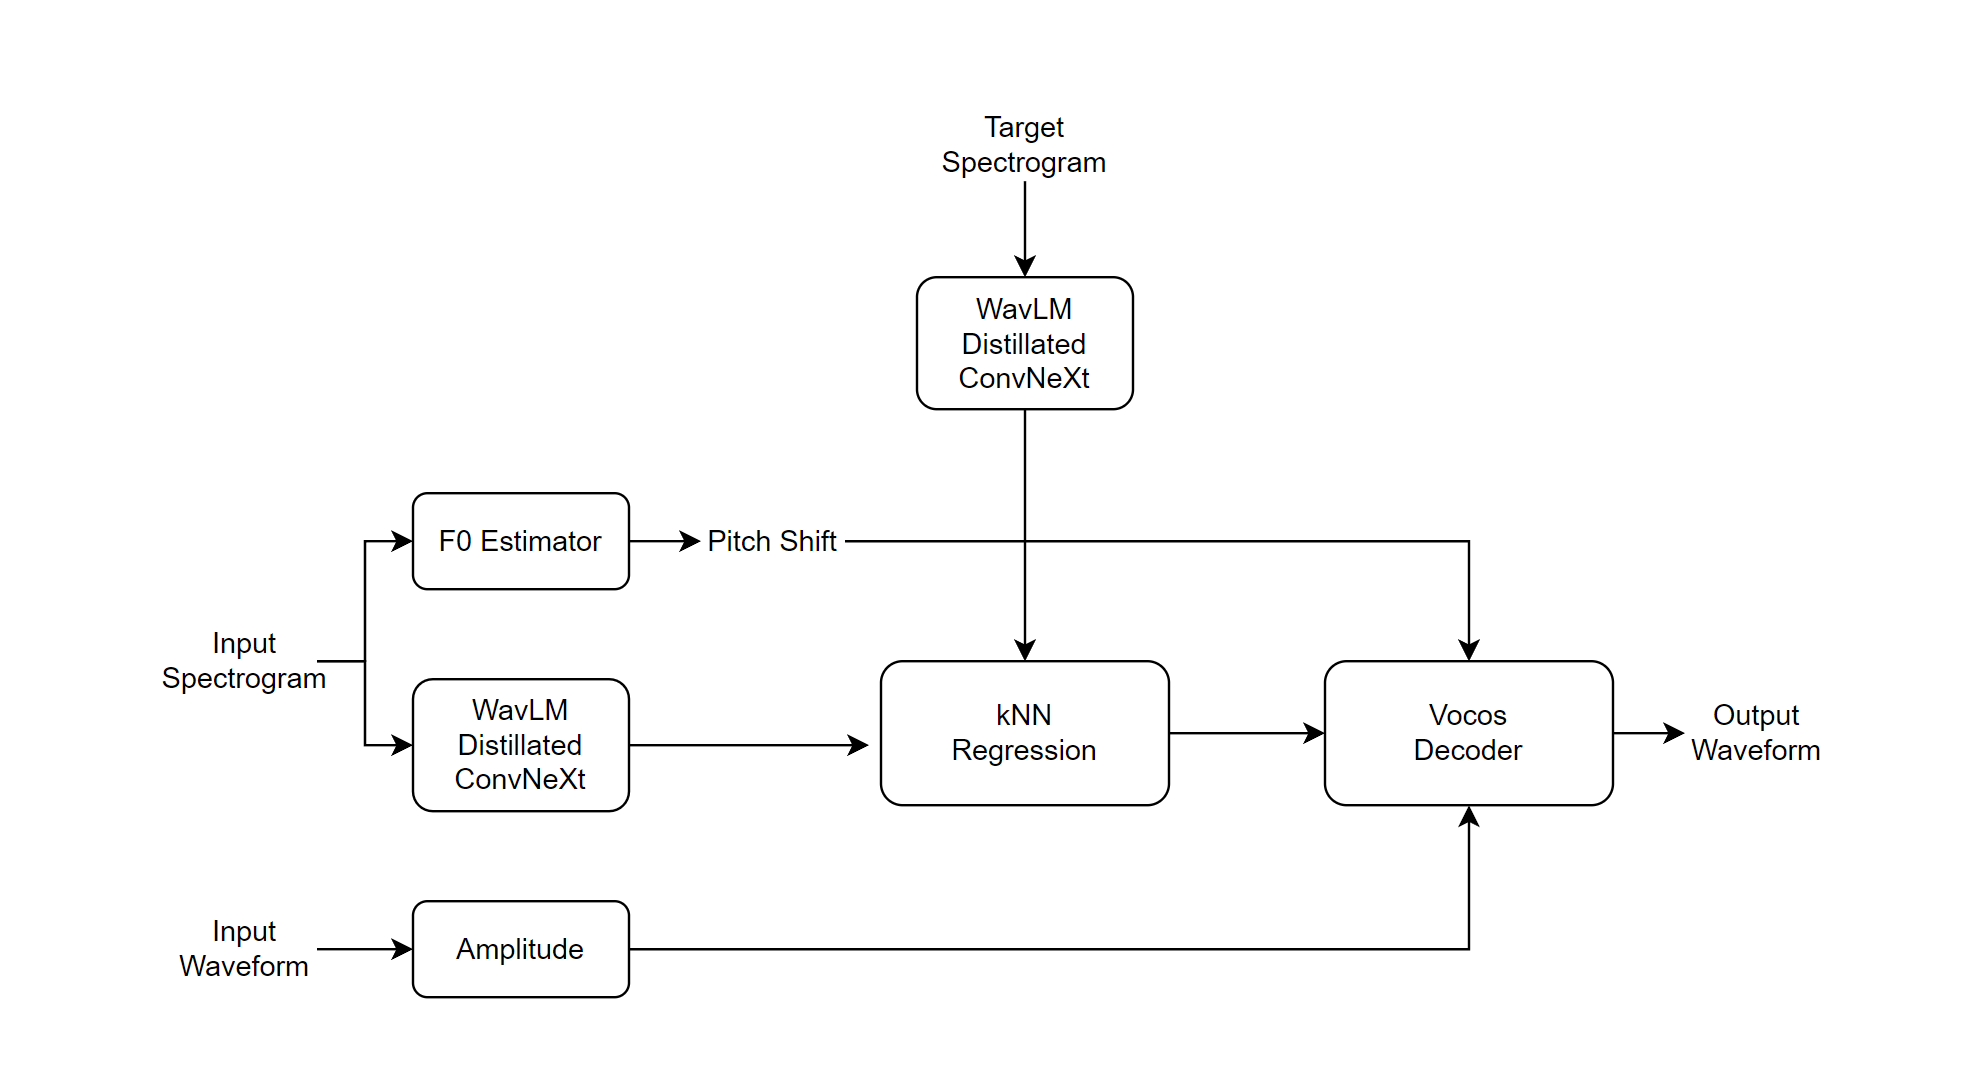 Target
Spectrogram
WavLM
Distillated
ConvNeXt
F0 Estimator
Pitch Shift
Input
Spectrogram
WavLM
Distillated
ConvNeXt
kNN
Regression
Vocos
Decoder
Output
Waveform
Input
Waveform
Amplitude